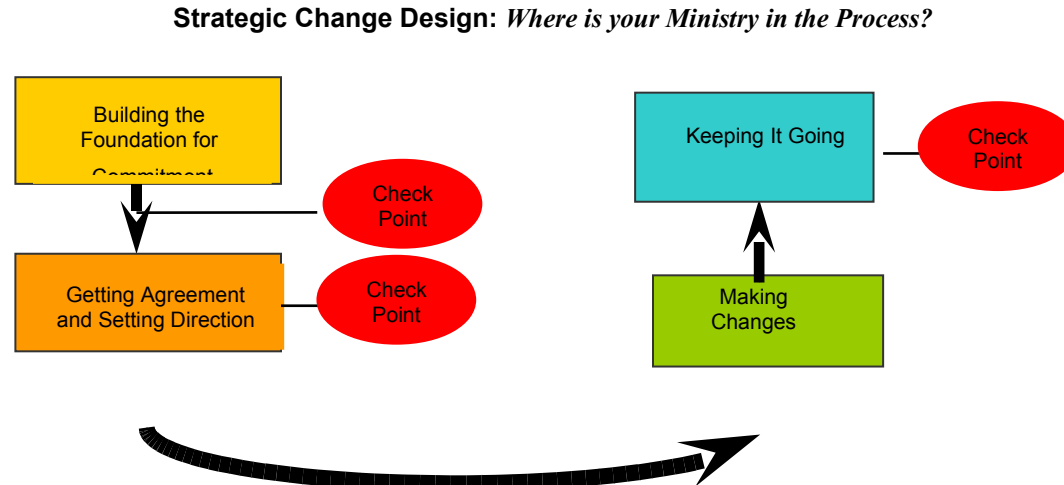 Strategic Change Design: Where is your Ministry in the Process?
Building the
Foundation for
Commitment
Check
Point
Getting Agreement
and Setting Direction
Check
Point
Keeping It Going
Check
Point
Making
Changes